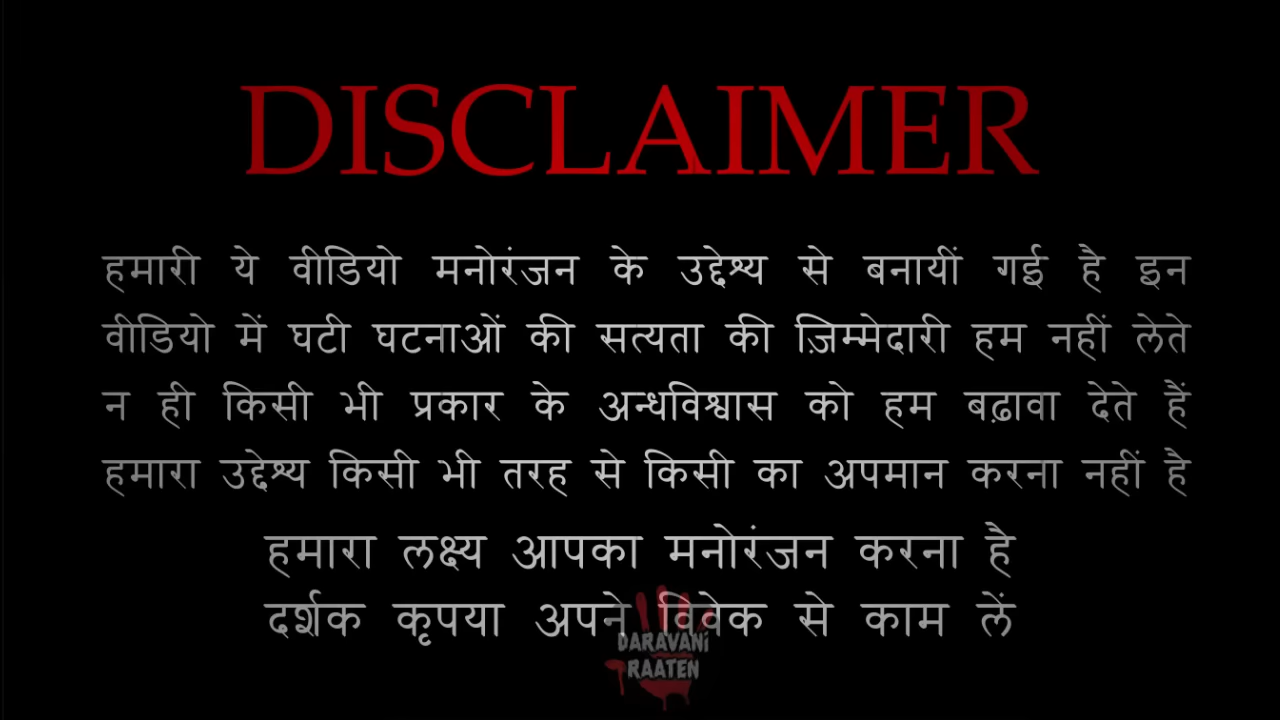 DISCLAIMER
हमारी ये वीडियो मनोरंजन के उद्देश्य से बनायीं गई है इन
वीडियो में घटी घटनाओं की सत्यता की ज़िम्मेदारी हम नहीं लेते
न ही किसी भी प्रकार के अन्धविश्वास को हम बढ़ावा देते हैं
हमारा उद्देश्य किसी भी तरह से किसी का अपमान करना नहीं है
हमारा लक्ष्य आपका मनोरंजन करना है
दर्शक कृपया अपने विवेक से काम लें
DARAVANi
RAATEN